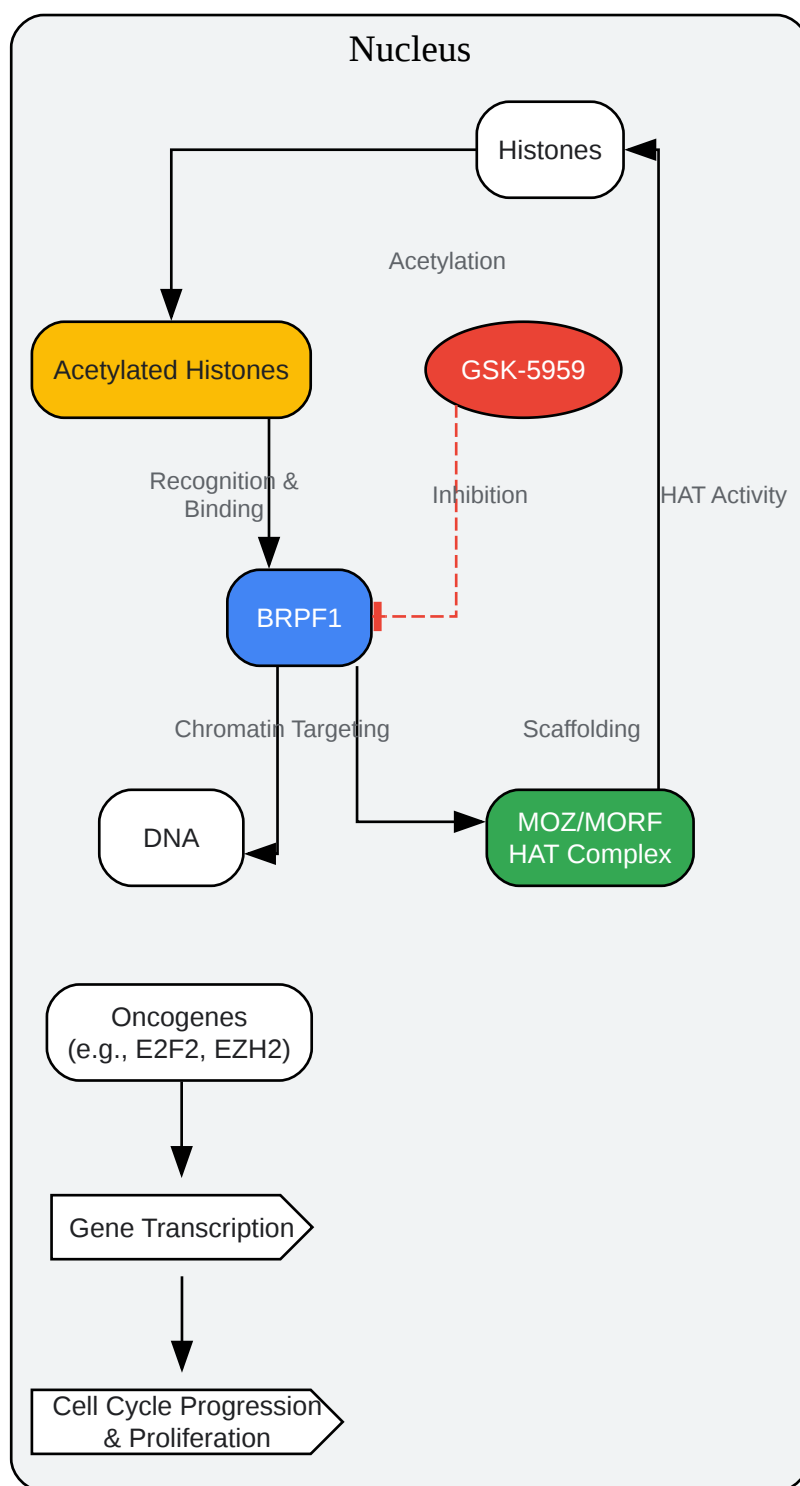 Nucleus
Histones
Acetylation
Acetylated Histones
GSK-5959
Recognition &
Binding
Inhibition
HAT Activity
BRPF1
Chromatin Targeting
Scaffolding
DNA
MOZ/MORF
HAT Complex
Oncogenes
(e.g., E2F2, EZH2)
Gene Transcription
Cell Cycle Progression
& Proliferation